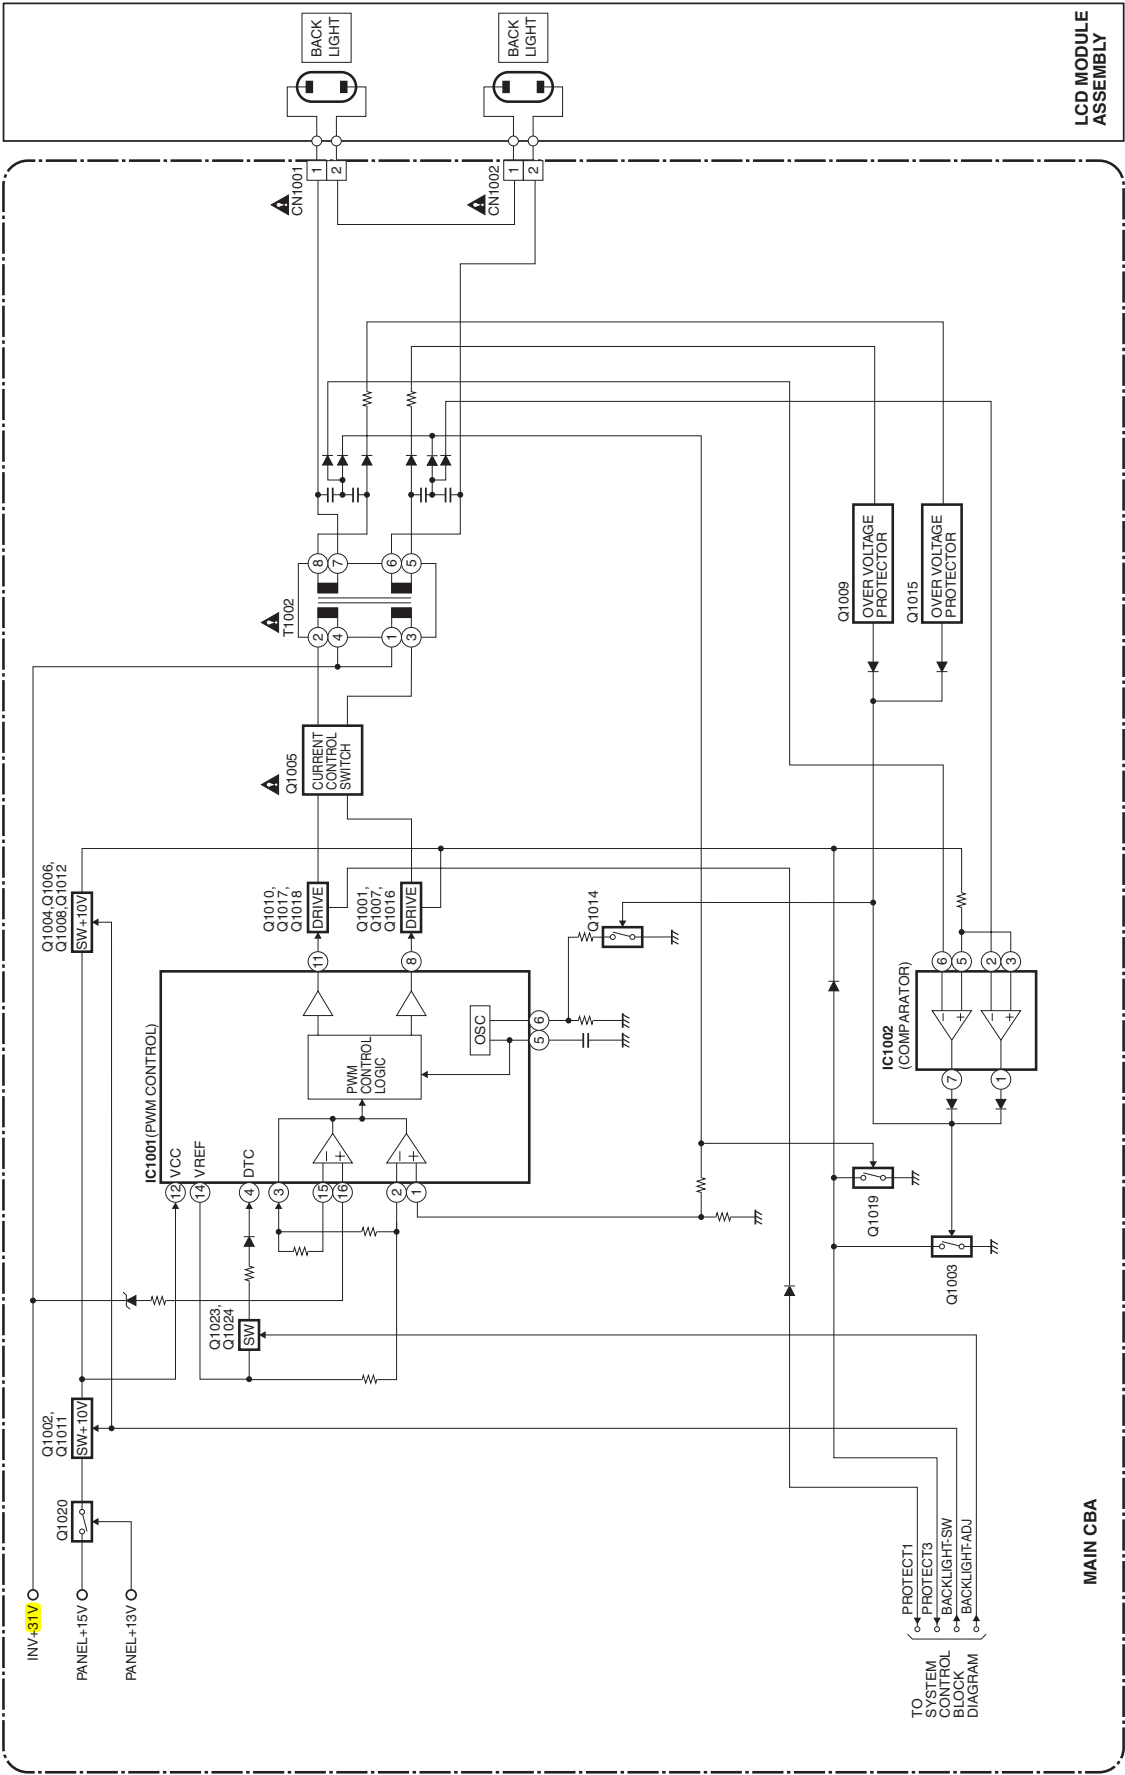 LCD MODULE
ASSEMBLY
BACK
LIGHT
BACK
LIGHT
CN1001
1
2
CN1002
1
2
T1002
8
7
6
5
2
4
1
3
Q1005
CURRENT
CONTROL
SWITCH
Q1009
OVER VOLTAGE
PROTECTOR
Q1015
OVER VOLTAGE
PROTECTOR
Q1004,Q1006,
Q1008,Q1012
SW+10V
Q1010,
Q1017,
Q1018
DRIVE
Q1001,
Q1007,
Q1016
DRIVE
Q1014
11
8
IC1001(PWM CONTROL)
PWM
CONTROL
LOGIC
OSC
6
5
VCC
VREF
DTC
12
14
4
3
15
16
2
1
IC1002
(COMPARATOR)
6
5
2
3
7
1
Q1019
Q1003
Q1023,
Q1024
SW
Q1002,
Q1011
SW+10V
Q1020
INV+31V
PANEL+15V
PANEL+13V
PROTECT1
PROTECT3
BACKLIGHT-SW
BACKLIGHT-ADJ
TO
SYSTEM
CONTROL
BLOCK
DIAGRAM
MAIN CBA